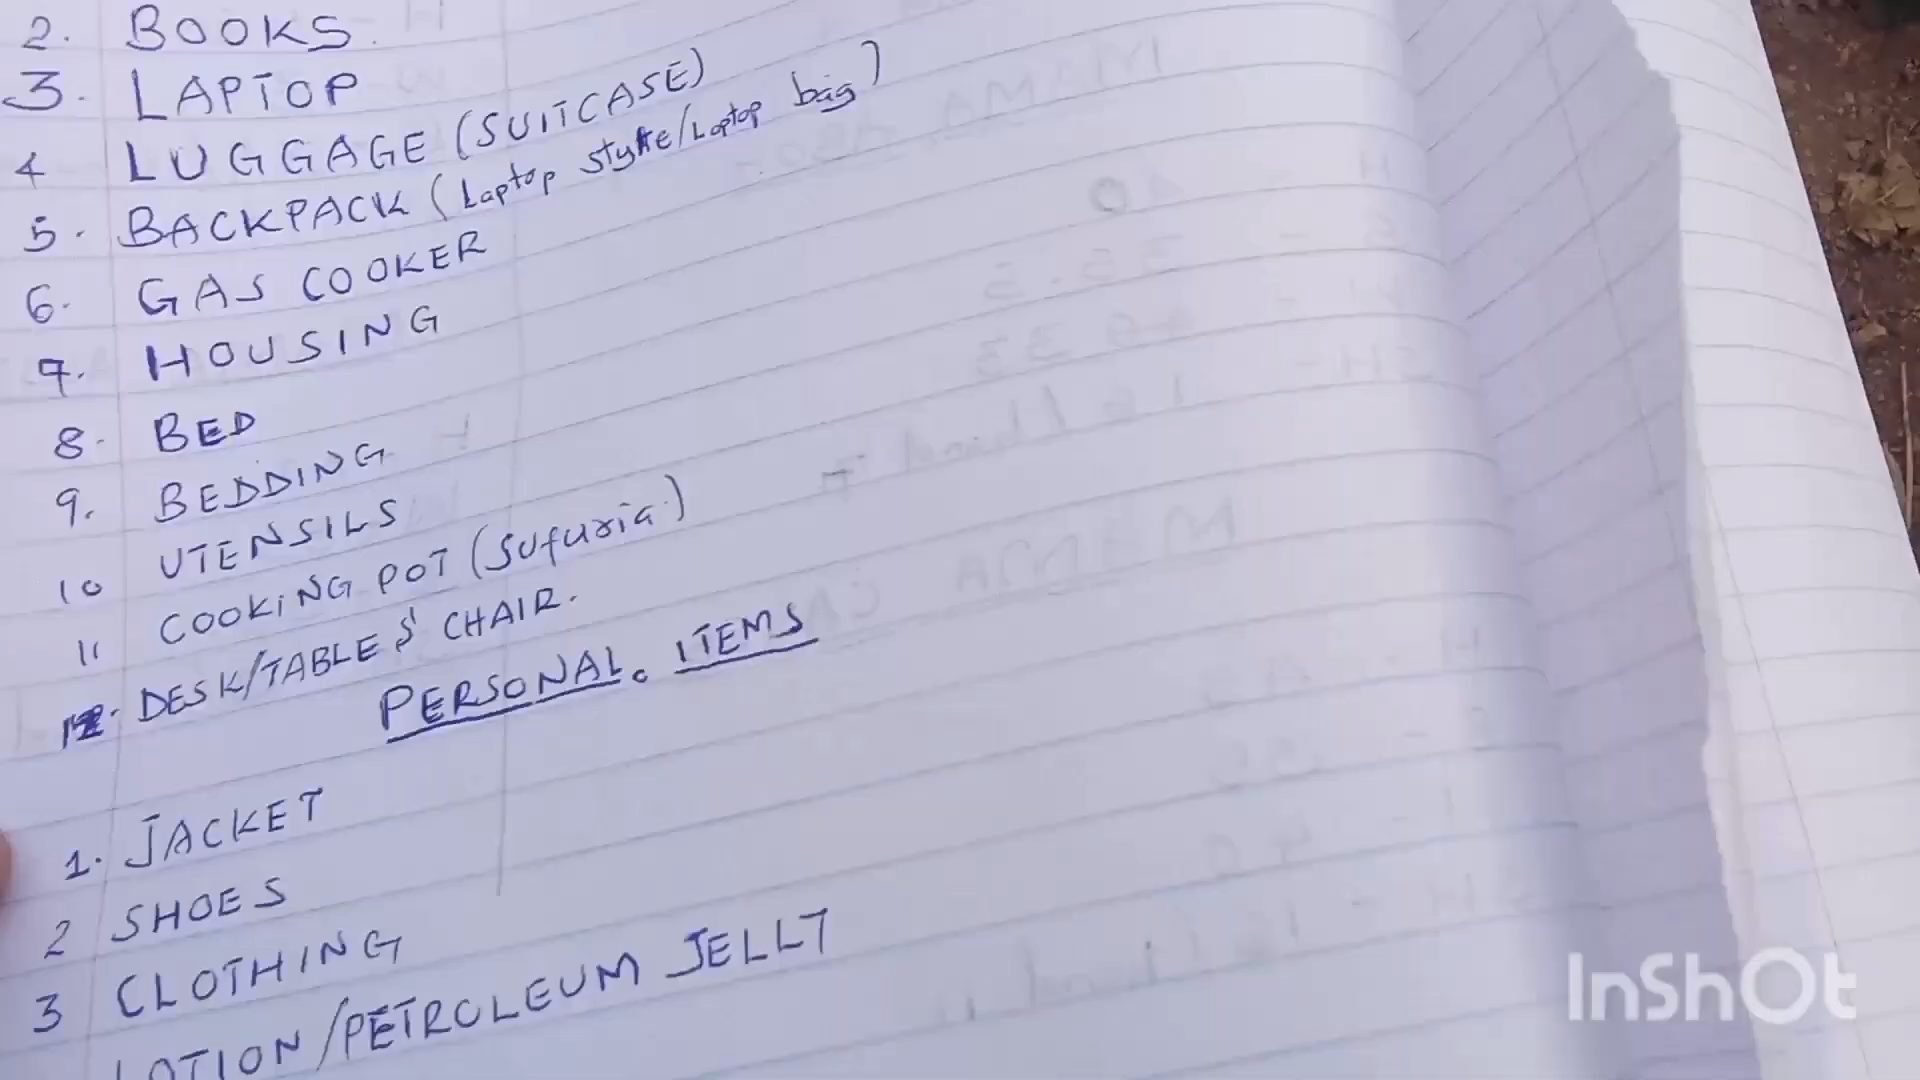 2. BOOKS.
3. LAPTOP
4 LUGGAGE (SUITCASE)
5. BACKPACK (Laptop style/Laptop bag)
6. GAS COOKER
7. HOUSING
8. BED
9. BEDDING
10 UTENSILS
11 COOKING POT (Sufuria.)
12. DESK/TABLE & CHAIR.
PERSONAL. ITEMS
1. JACKET
2 SHOES
3 CLOTHING
LOTION/PETROLEUM JELLY
InShOt